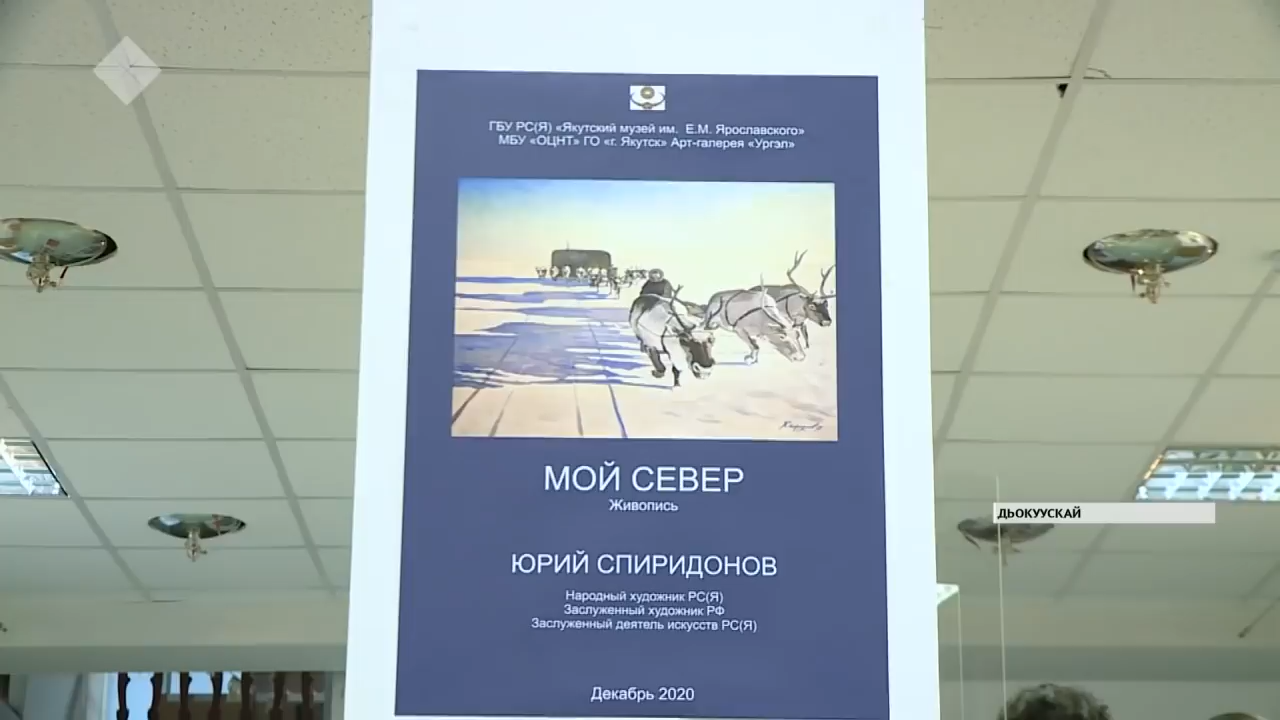 ГБУ РС(Я) «Якутский музей им. Е.М. Ярославского»
МБУ «ОЦНТ» ГО «г. Якутск» Арт-галерея «Ургэл»
МОЙ СЕВЕР
Живопись
ЮРИЙ СПИРИДОНОВ
Народный художник РС(Я)
Заслуженный художник РФ
Заслуженный деятель искусств РС(Я)
Декабрь 2020
ДЬОКУУСКАЙ